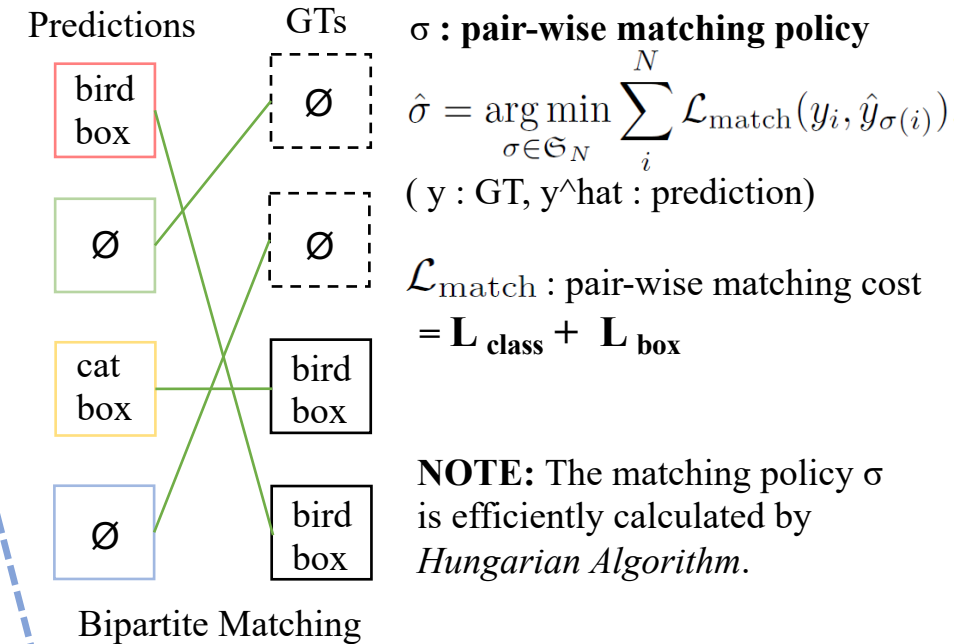 Predictions
GTs
bird
box
Ø
cat
box
Ø
Ø
Ø
bird
box
bird
box
Bipartite Matching
σ : pair-wise matching policy
σ̂ = arg min_{σ∈𝔖_N} ∑_i^N ℒ_match(y_i, ŷ_σ(i))
( y : GT, y^hat : prediction)
ℒ_match : pair-wise matching cost
= L class + L box
NOTE: The matching policy σ
is efficiently calculated by
Hungarian Algorithm.